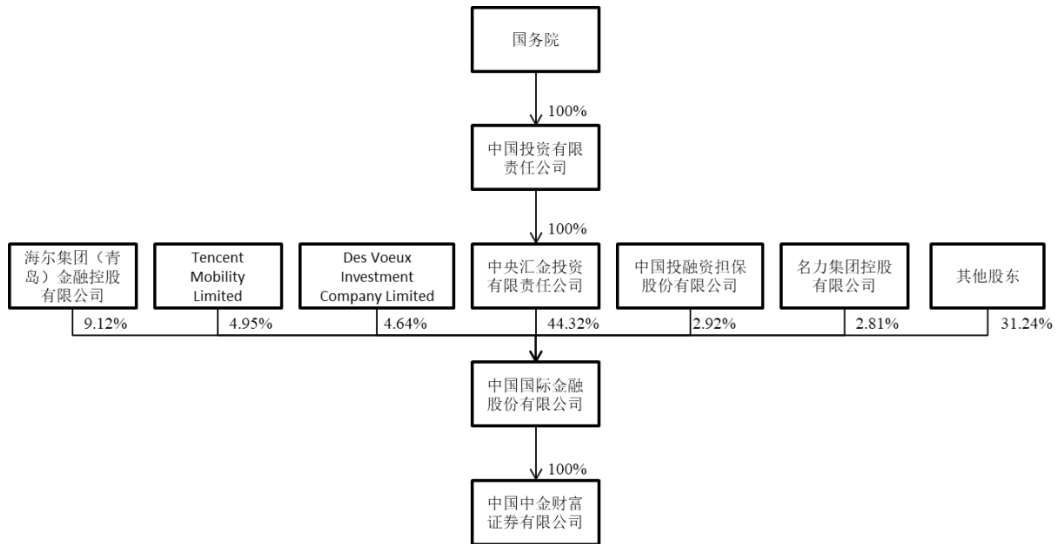 国务院
100%
中国投资有限
责任公司
100%
海尔集团（青
岛）金融控股
有限公司
Tencent
Mobility
Limited
Des Voeux
Investment
Company Limited
中央汇金投资
有限责任公司
中国投融资担保
股份有限公司
名力集团控股
有限公司
其他股东
9.12%
4.95%
4.64%
44.32%
2.92%
2.81%
31.24%
中国国际金融
股份有限公司
100%
中国中金财富
证券有限公司